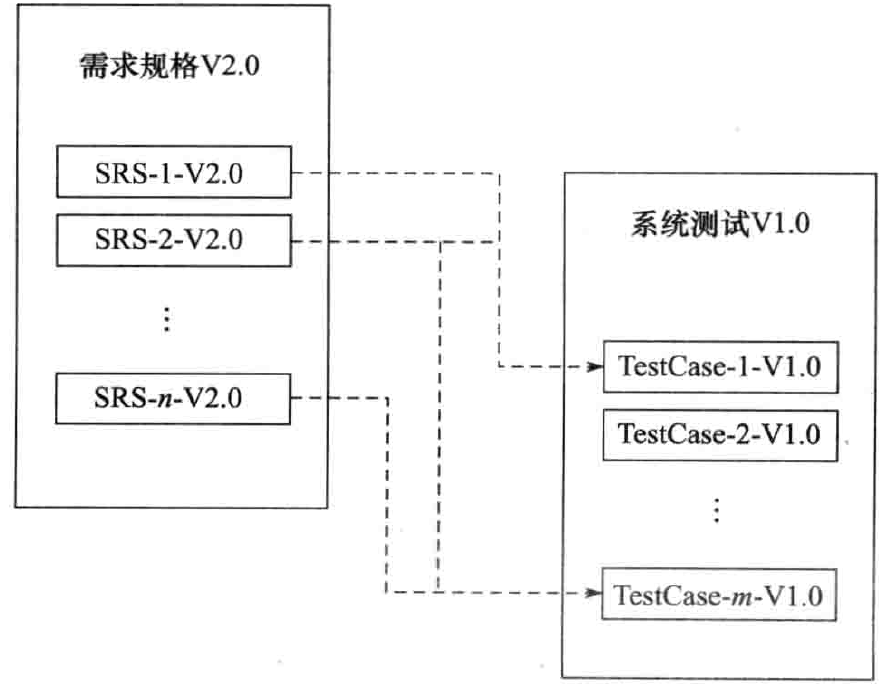 需求规格V2.0
SRS-1-V2.0
SRS-2-V2.0
⋮
SRS-n-V2.0
系统测试V1.0
TestCase-1-V1.0
TestCase-2-V1.0
⋮
TestCase-m-V1.0